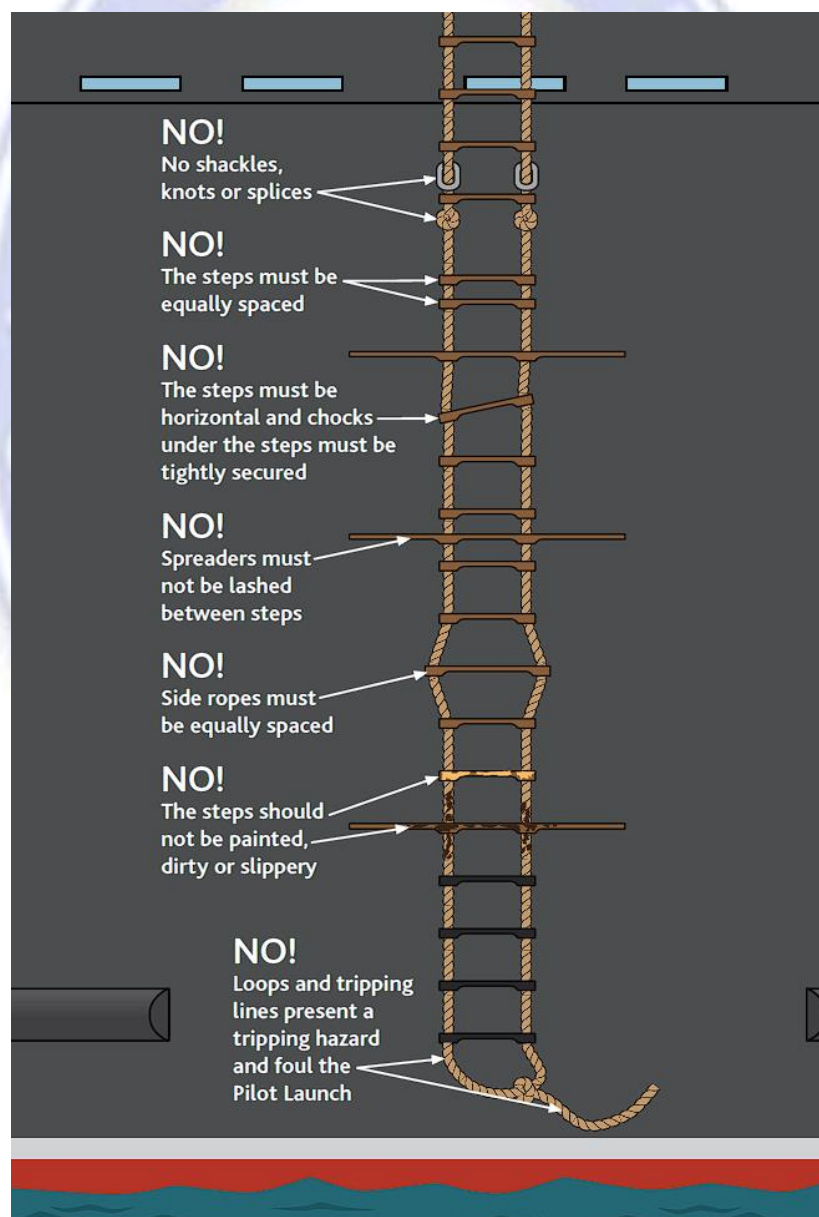 NO!
No shackles,
knots or splices
NO!
The steps must be
equally spaced
NO!
The steps must be
horizontal and chocks
under the steps must be
tightly secured
NO!
Spreaders must
not be lashed
between steps
NO!
Side ropes must
be equally spaced
NO!
The steps should
not be painted,
dirty or slippery
NO!
Loops and tripping
lines present a
tripping hazard
and foul the
Pilot Launch